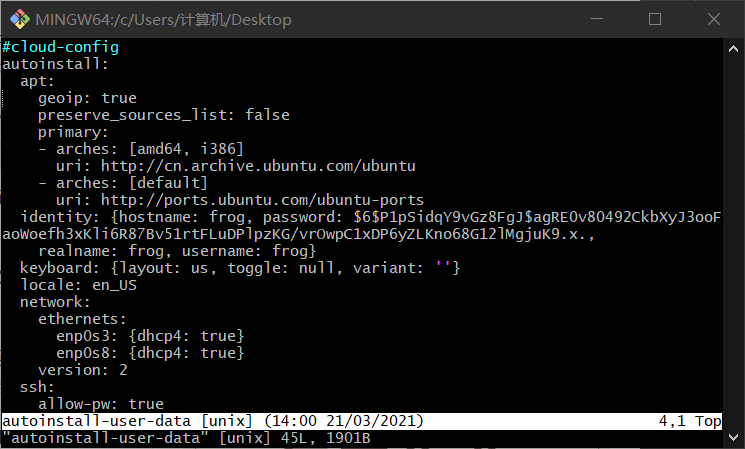 MINGW64:/c/Users/计算机/Desktop
#cloud-config
autoinstall:
  apt:
    geoip: true
    preserve_sources_list: false
    primary:
    - arches: [amd64, i386]
      uri: http://cn.archive.ubuntu.com/ubuntu
    - arches: [default]
      uri: http://ports.ubuntu.com/ubuntu-ports
  identity: {hostname: frog, password: $6$P1pSidqY9vGz8FgJ$agRE0v80492CkbXyJ3ooF
aoWoefh3xKli6R87Bv51rtFLuDPlpzKG/vrOwpC1xDP6yZLKno68G12lMgjuK9.x.,
    realname: frog, username: frog}
  keyboard: {layout: us, toggle: null, variant: ''}
  locale: en_US
  network:
    ethernets:
      enp0s3: {dhcp4: true}
      enp0s8: {dhcp4: true}
    version: 2
  ssh:
    allow-pw: true
autoinstall-user-data [unix] (14:00 21/03/2021) 4,1 Top
"autoinstall-user-data" [unix] 45L, 1901B